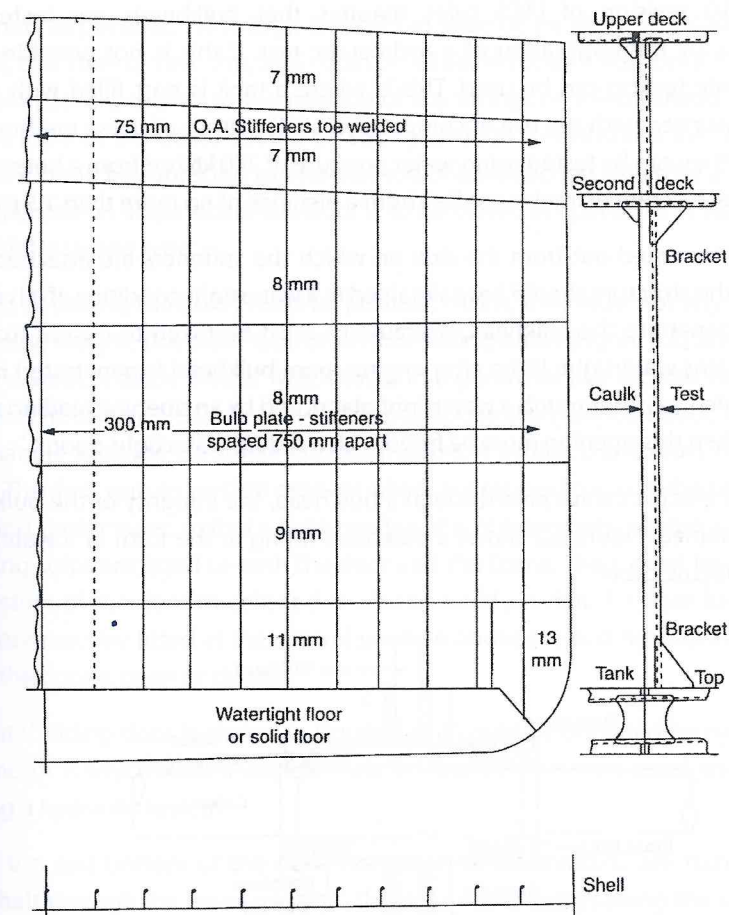 Upper deck
7 mm
75 mm O.A. Stiffeners toe welded
7 mm
Second deck
Bracket
8 mm
8 mm
Caulk Test
300 mm Bulb plate - stiffeners
spaced 750 mm apart
9 mm
11 mm
13
mm
Bracket
Tank Top
Watertight floor
or solid floor
Shell